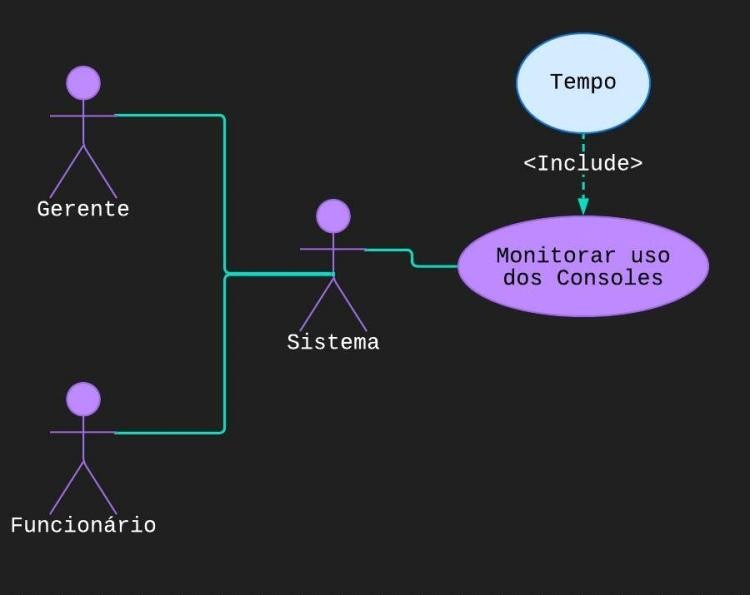 Tempo
<Include>
Gerente
Monitorar uso
dos Consoles
Sistema
Funcionário